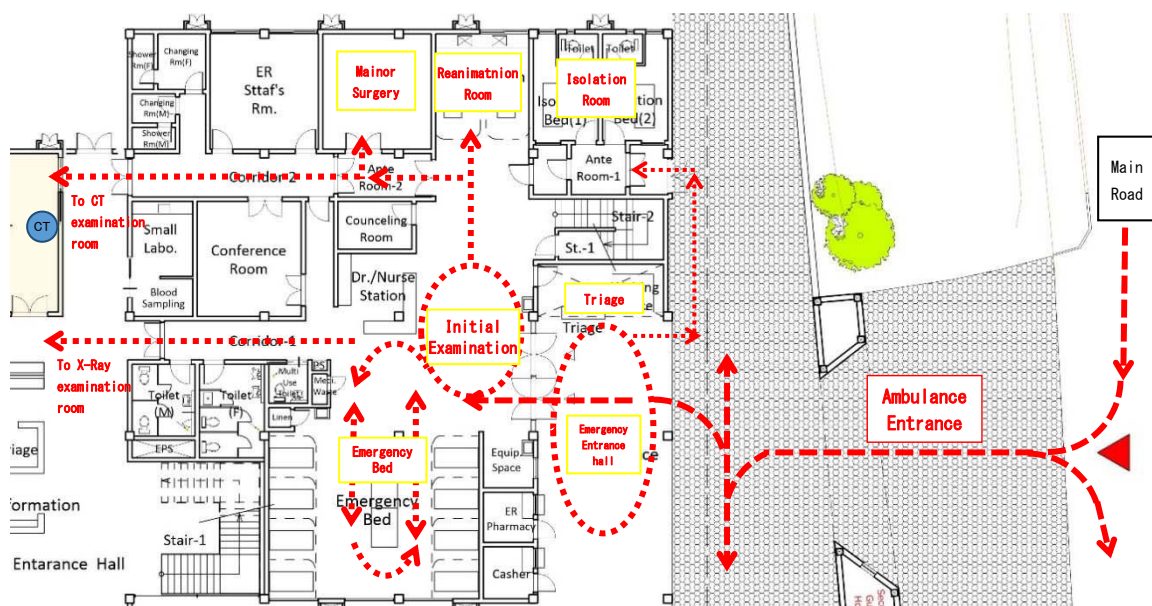 Shower
Rm(F)
Changing
Rm(F)
ER
Sttaf's
Rm.
Mainor
Surgery
Reanimatnion
Room
Toilet
Toilet
Isolation
Room
Bed(1)
Bed(2)
Changing
Rm(M)
Shower
Rm(M)
Corridor-2
Ante
Room-2
Ante
Room-1
Main
Road
To CT
examination
room
CT
Small
Labo.
Conference
Room
Counceling
Room
Stair-2
St.-1
Blood
Sampling
Dr./Nurse
Station
Triage
Triage
Initial
Examination
Corridor-1
To X-Ray
examination
room
Toilet
(M)
Toilet
(F)
Multi
Use
Toilet
PS
Medi.
Waste
Linen
EPS
Ambulance
Entrance
Emergency
Entrance
hall
Emergency
Bed
Emergency
Bed
Equip.
Space
ER
Pharmacy
Casher
Stair-1
Entarance Hall